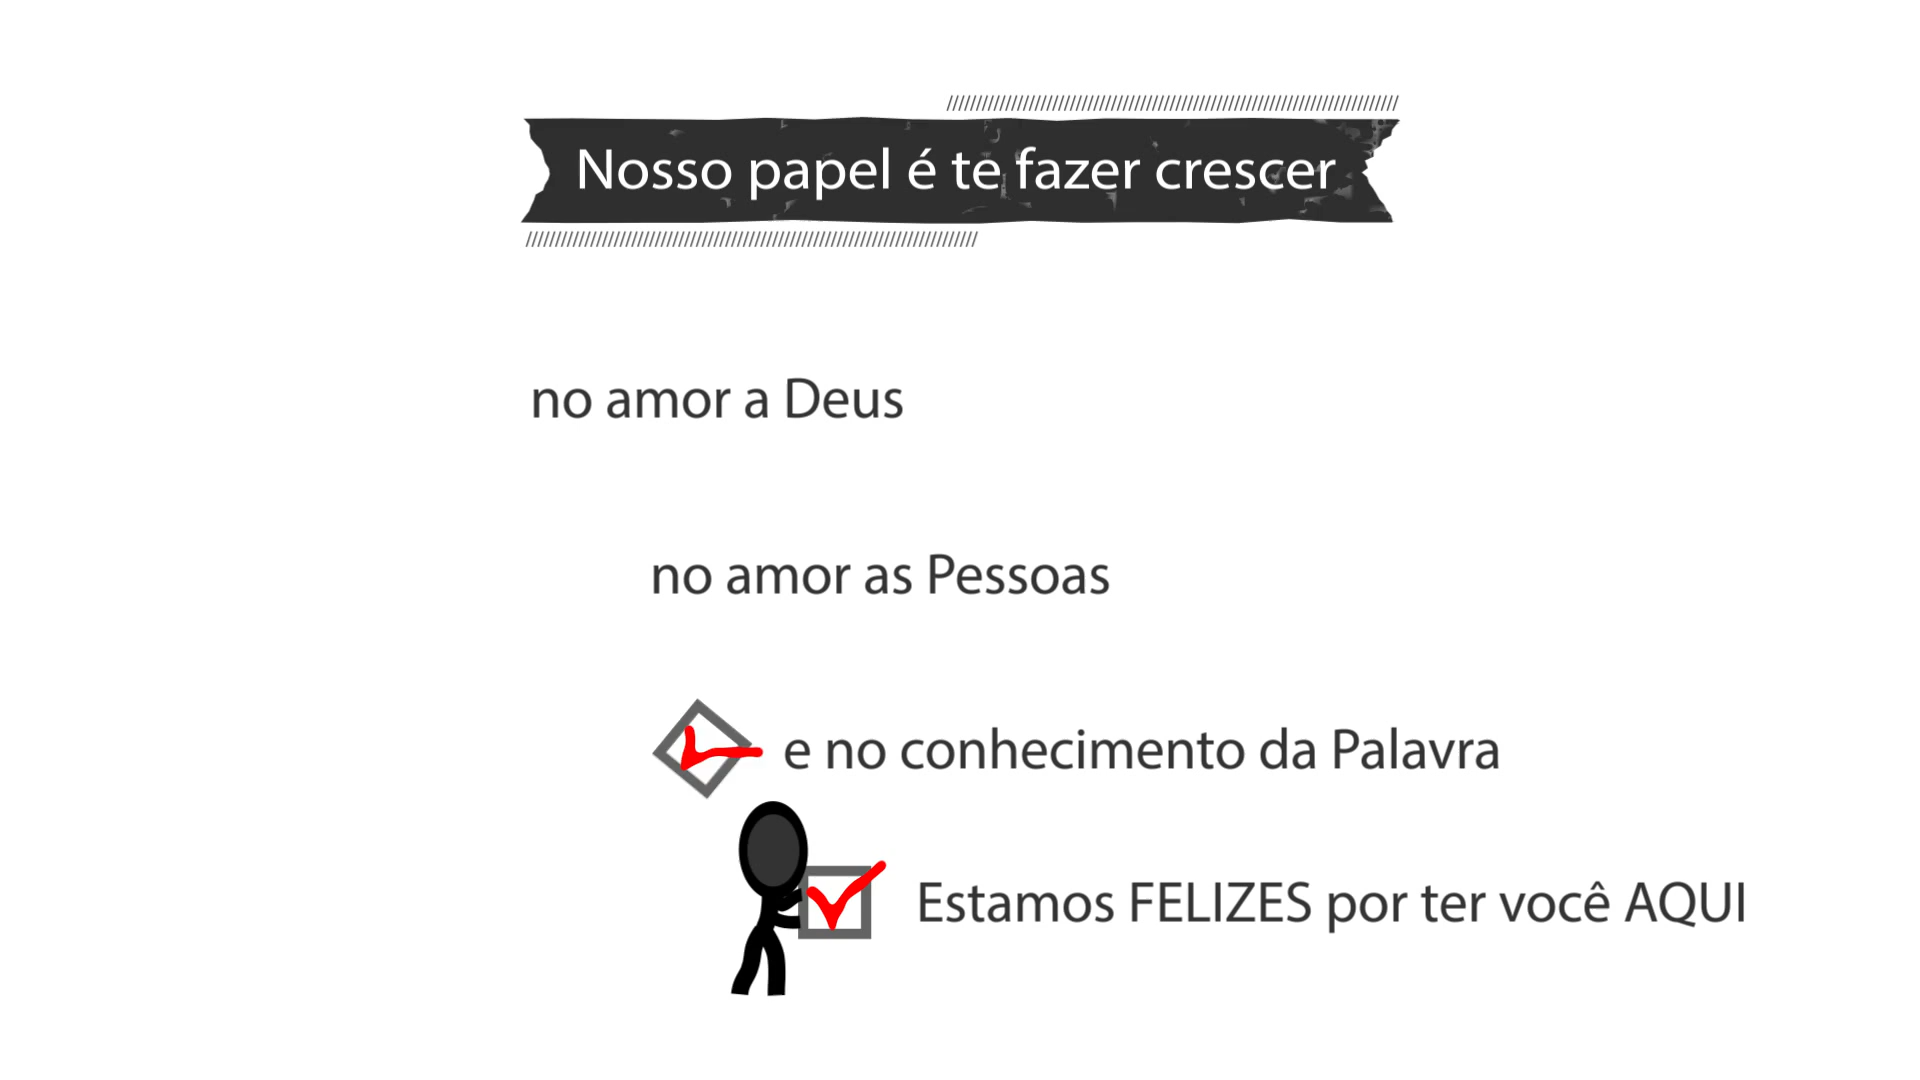 Nosso papel é te fazer crescer
no amor a Deus
no amor as Pessoas
e no conhecimento da Palavra
Estamos FELIZES por ter você AQUI